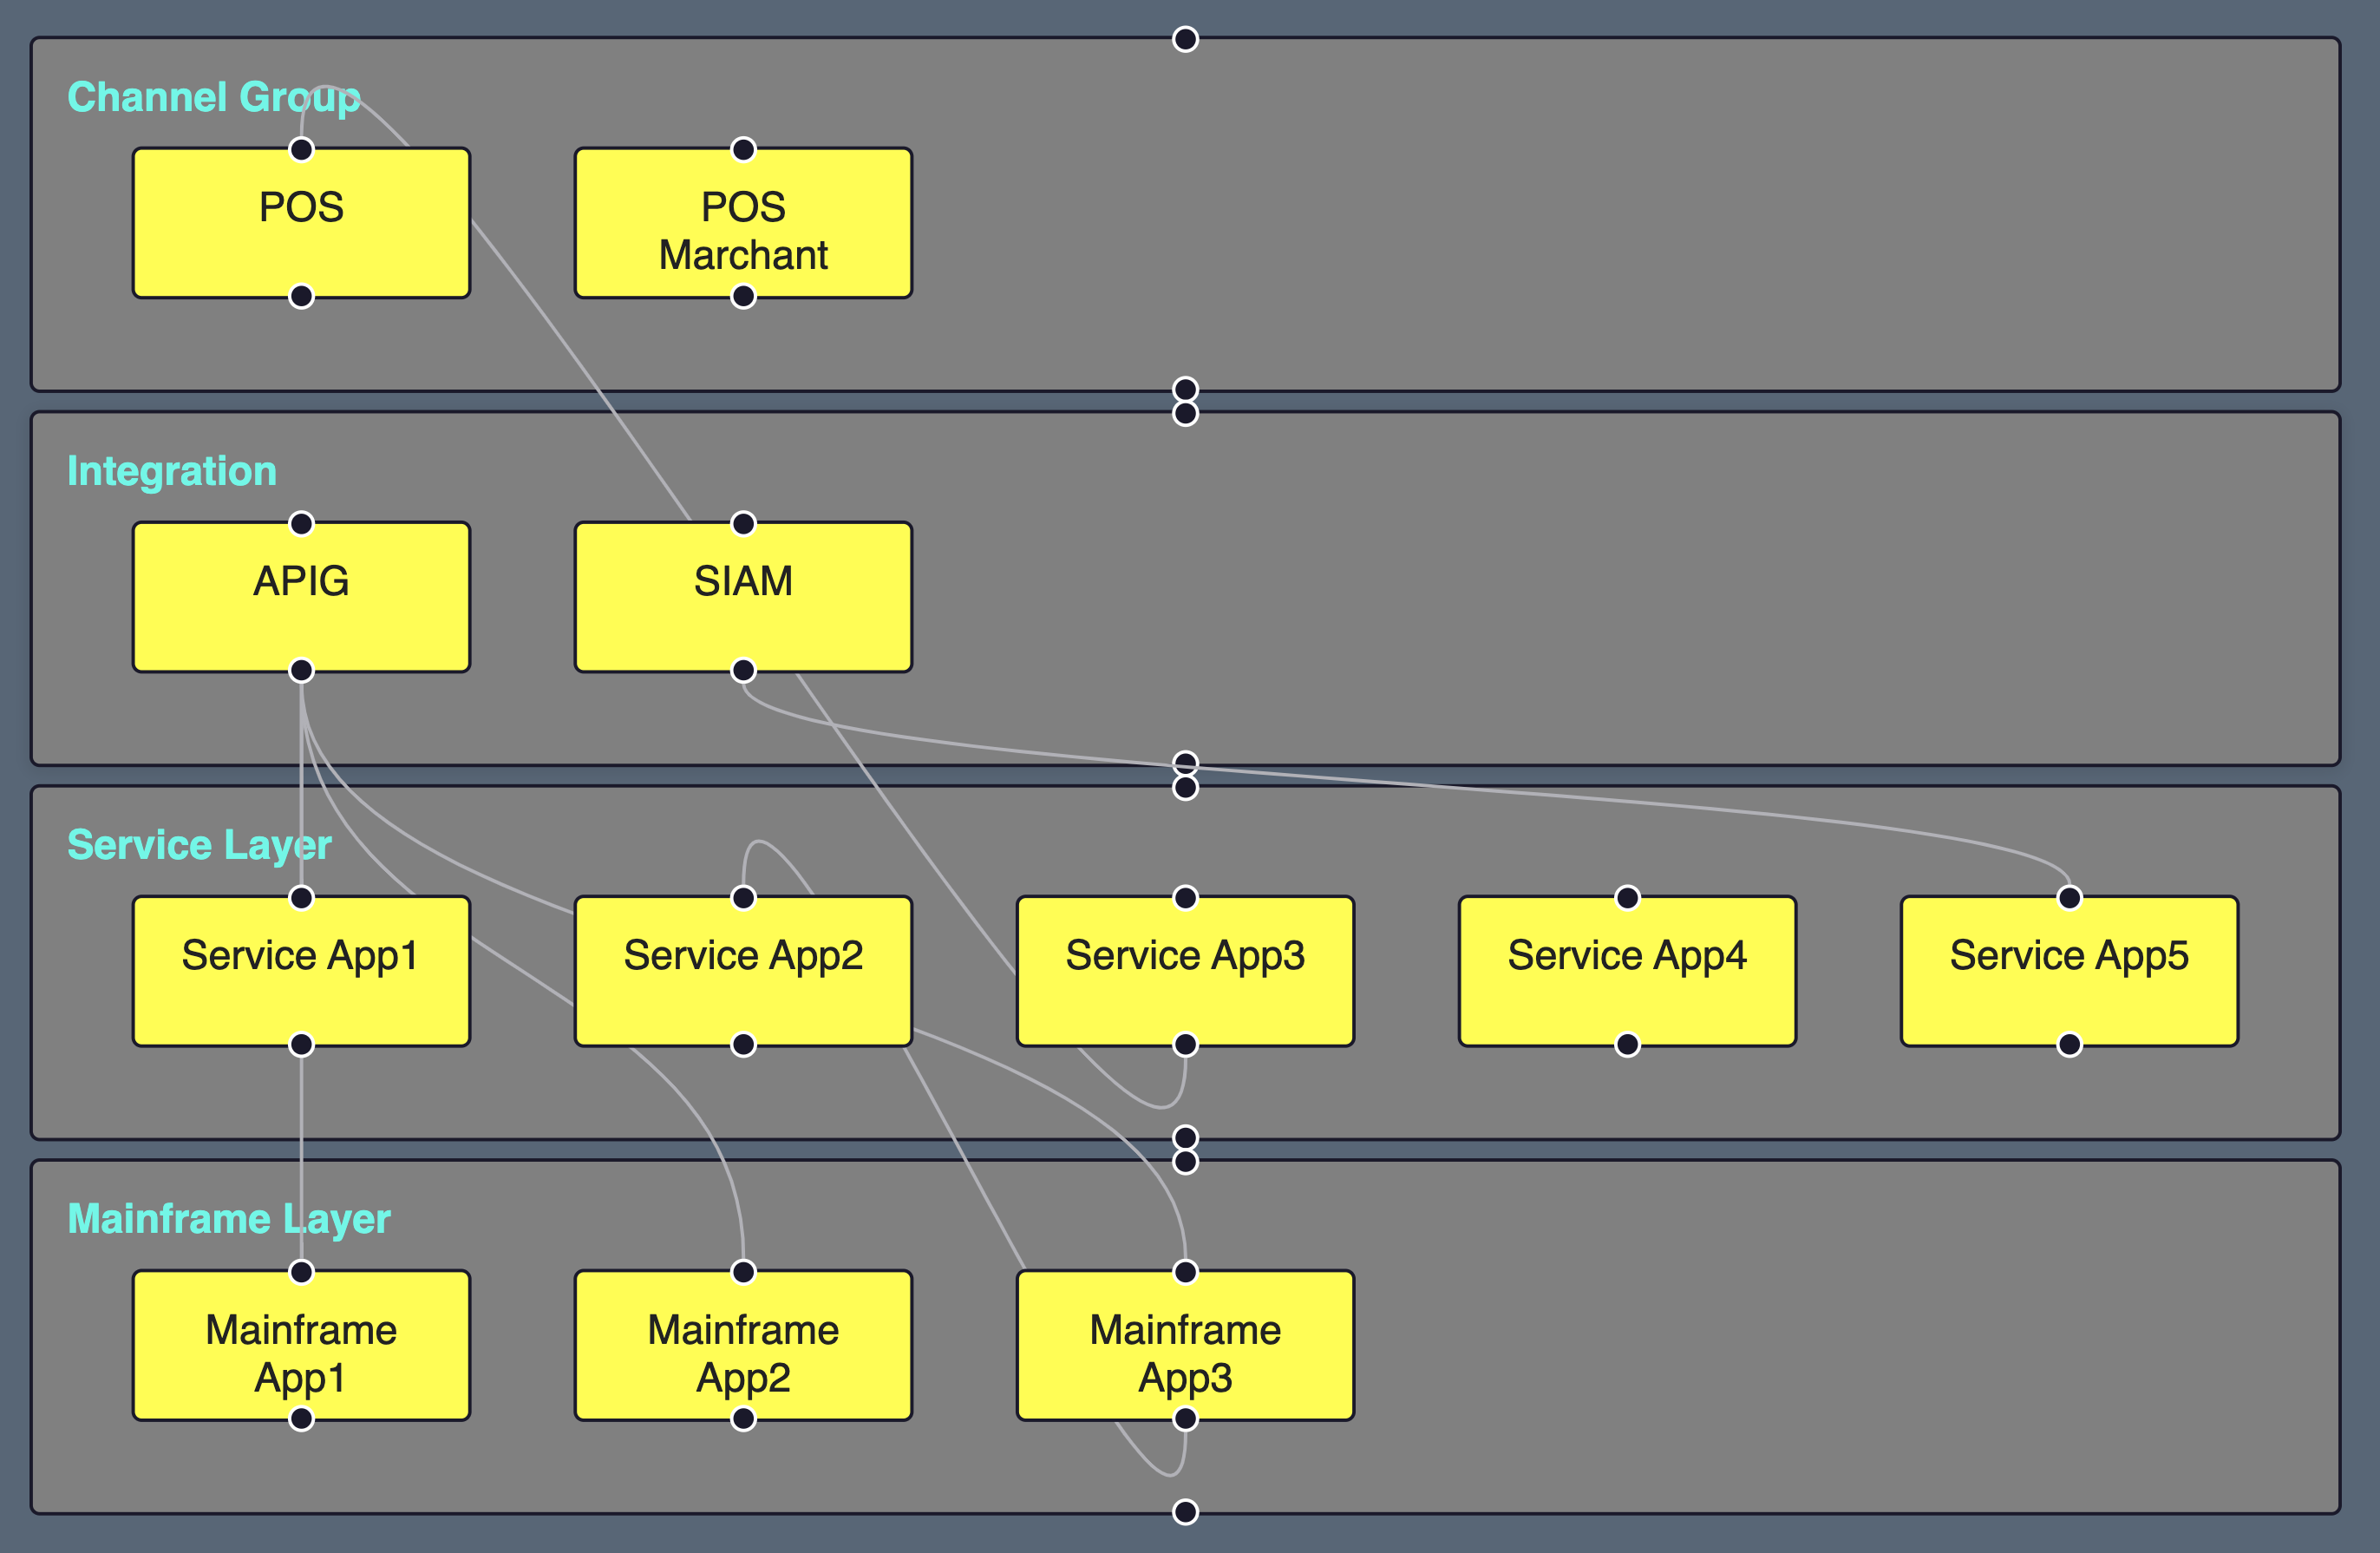 Channel Group
POS
POS
Marchant
Integration
APIG
SIAM
Service Layer
Service App1
Service App2
Service App3
Service App4
Service App5
Mainframe Layer
Mainframe
App1
Mainframe
App2
Mainframe
App3